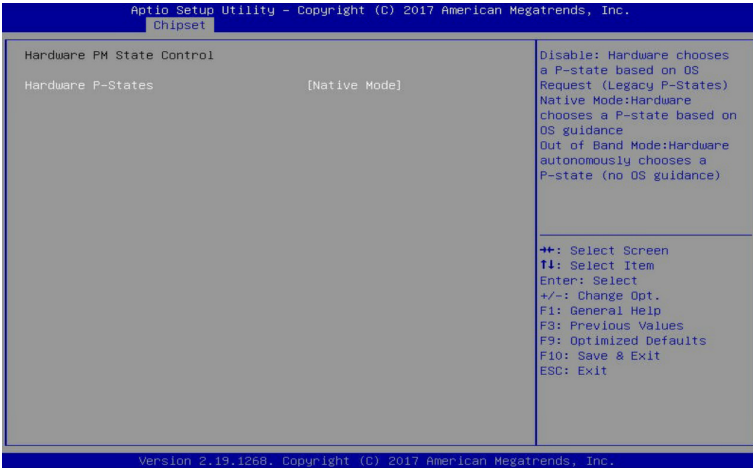 Aptio Setup Utility – Copyright (C) 2017 American Megatrends, Inc.
Chipset
Hardware PM State Control
Hardware P-States [Native Mode]
Disable: Hardware chooses
a P-state based on OS
Request (Legacy P-States)
Native Mode:Hardware
chooses a P-state based on
OS guidance
Out of Band Mode:Hardware
autonomously chooses a
P-state (no OS guidance)
→←: Select Screen
↑↓: Select Item
Enter: Select
+/-: Change Opt.
F1: General Help
F3: Previous Values
F9: Optimized Defaults
F10: Save & Exit
ESC: Exit
Version 2.19.1268. Copyright (C) 2017 American Megatrends, Inc.